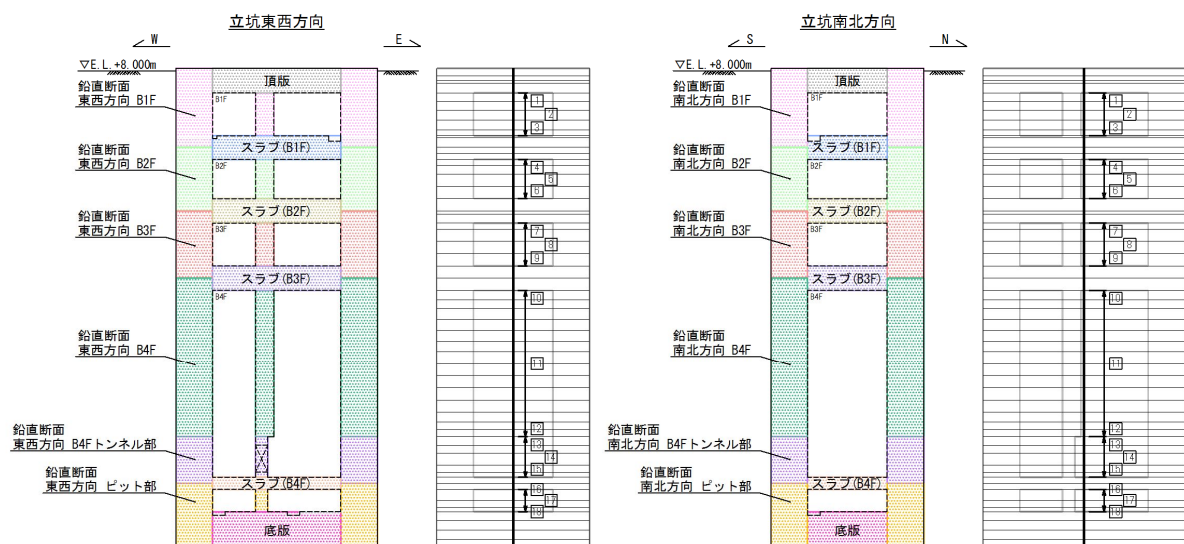 立坑東西方向
W
E
▽E.L.+8.000m
頂版
鉛直断面
東西方向 B1F
B1F
スラブ(B1F)
鉛直断面
東西方向 B2F
B2F
スラブ(B2F)
鉛直断面
東西方向 B3F
B3F
スラブ(B3F)
B4F
鉛直断面
東西方向 B4F
鉛直断面
東西方向 B4Fトンネル部
鉛直断面
東西方向 ピット部
スラブ(B4F)
底版
1
2
3
4
5
6
7
8
9
10
11
12
13
14
15
16
17
18
立坑南北方向
S
N
▽E.L.+8.000m
頂版
鉛直断面
南北方向 B1F
B1F
スラブ(B1F)
鉛直断面
南北方向 B2F
B2F
スラブ(B2F)
鉛直断面
南北方向 B3F
B3F
スラブ(B3F)
B4F
鉛直断面
南北方向 B4F
鉛直断面
南北方向 B4Fトンネル部
鉛直断面
南北方向 ピット部
スラブ(B4F)
底版
1
2
3
4
5
6
7
8
9
10
11
12
13
14
15
16
17
18